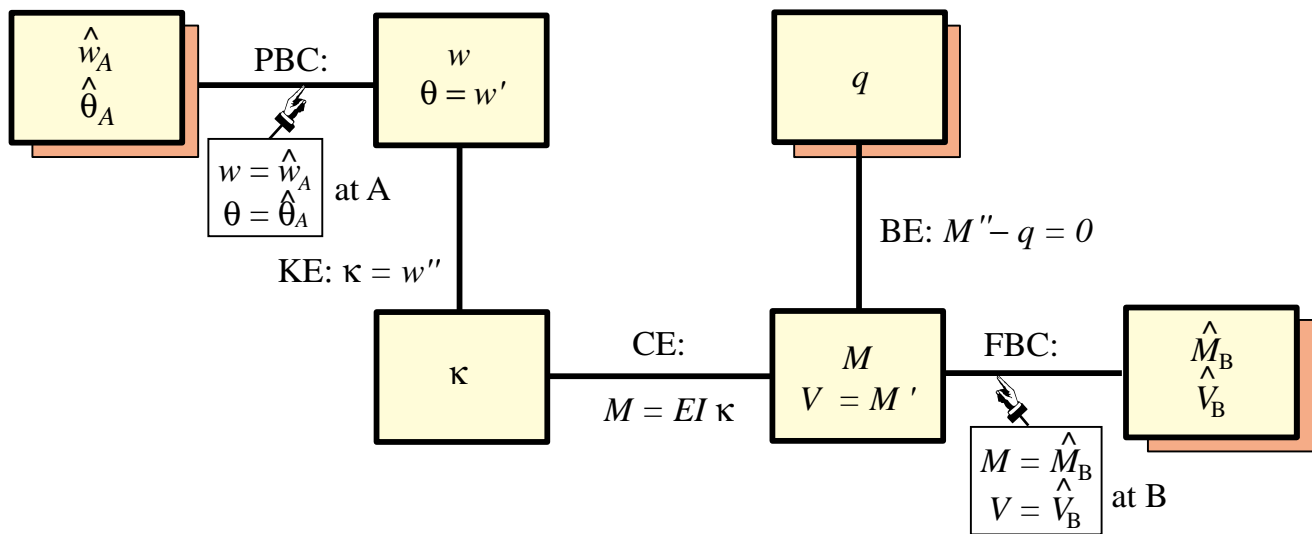 ŵ_A
θ̂_A
PBC:
w
θ = w'
w = ŵ_A
θ = θ̂_A
at A
q
KE: κ = w''
BE: M'' – q = 0
κ
CE:
M = EI κ
M
V = M'
FBC:
M̂_B
V̂_B
M = M̂_B
V = V̂_B
at B